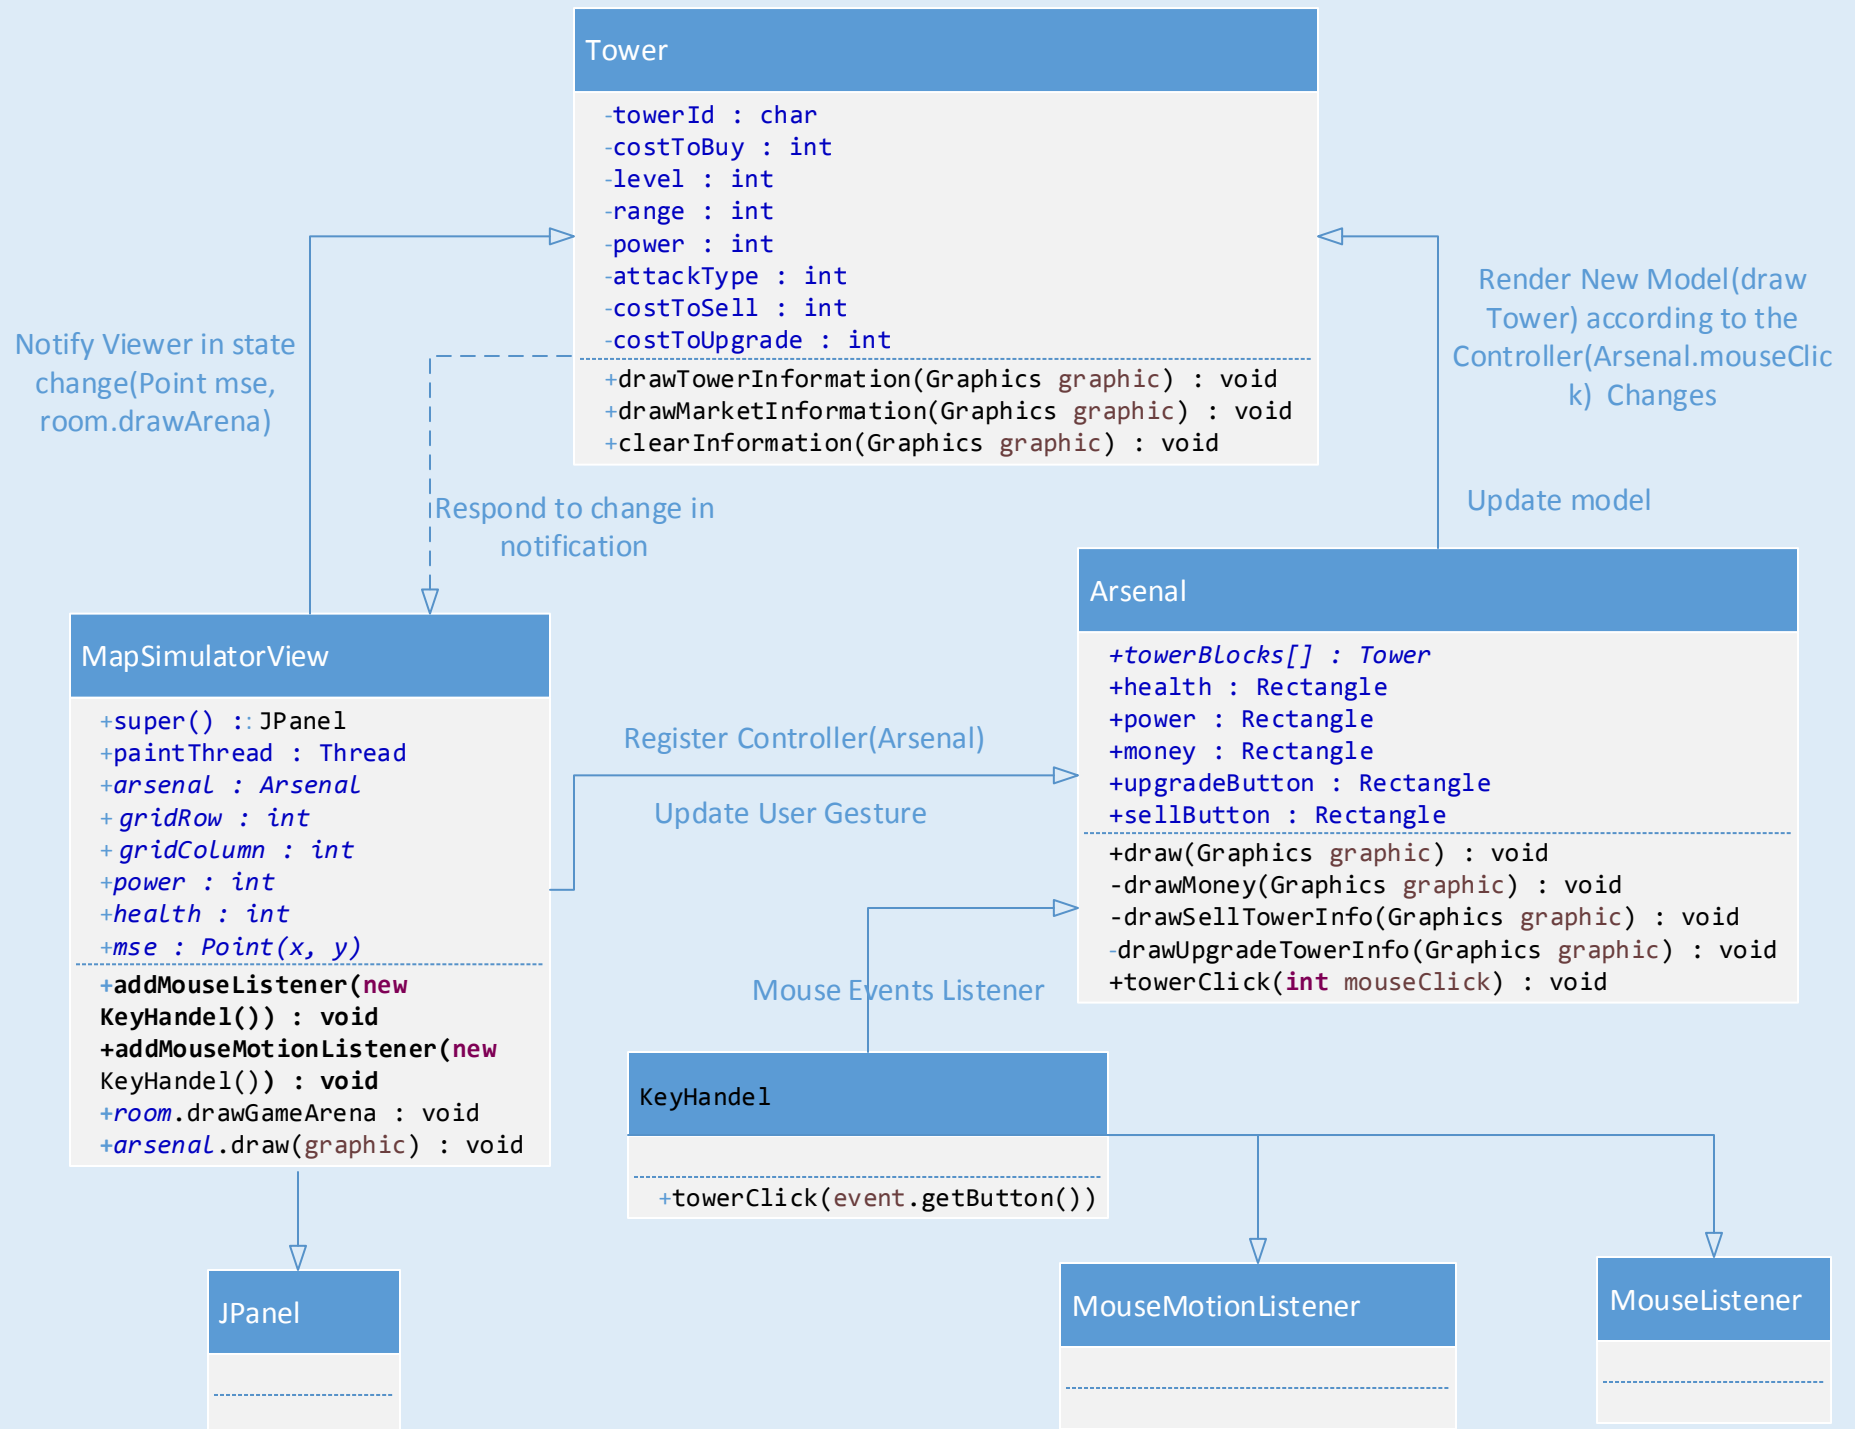 Tower
-towerId : char
-costToBuy : int
-level : int
-range : int
-power : int
-attackType : int
-costToSell : int
-costToUpgrade : int
+drawTowerInformation(Graphics graphic) : void
+drawMarketInformation(Graphics graphic) : void
+clearInformation(Graphics graphic) : void
Notify Viewer in state
change(Point mse,
room.drawArena)
Respond to change in
notification
Render New Model(draw
Tower) according to the
Controller(Arsenal.mouseClic
k)  Changes
Update model
MapSimulatorView
+super() :: JPanel
+paintThread : Thread
+arsenal : Arsenal
+ gridRow : int
+ gridColumn : int
+power : int
+health : int
+mse : Point(x, y)
+addMouseListener(new
KeyHandel()) : void
+addMouseMotionListener(new
KeyHandel()) : void
+room.drawGameArena : void
+arsenal.draw(graphic) : void
Register Controller(Arsenal)
Update User Gesture
Arsenal
+towerBlocks[] : Tower
+health : Rectangle
+power : Rectangle
+money : Rectangle
+upgradeButton : Rectangle
+sellButton : Rectangle
+draw(Graphics graphic) : void
-drawMoney(Graphics graphic) : void
-drawSellTowerInfo(Graphics graphic) : void
-drawUpgradeTowerInfo(Graphics graphic) : void
+towerClick(int mouseClick) : void
Mouse Events Listener
KeyHandel
+towerClick(event.getButton())
JPanel
MouseMotionListener
MouseListener